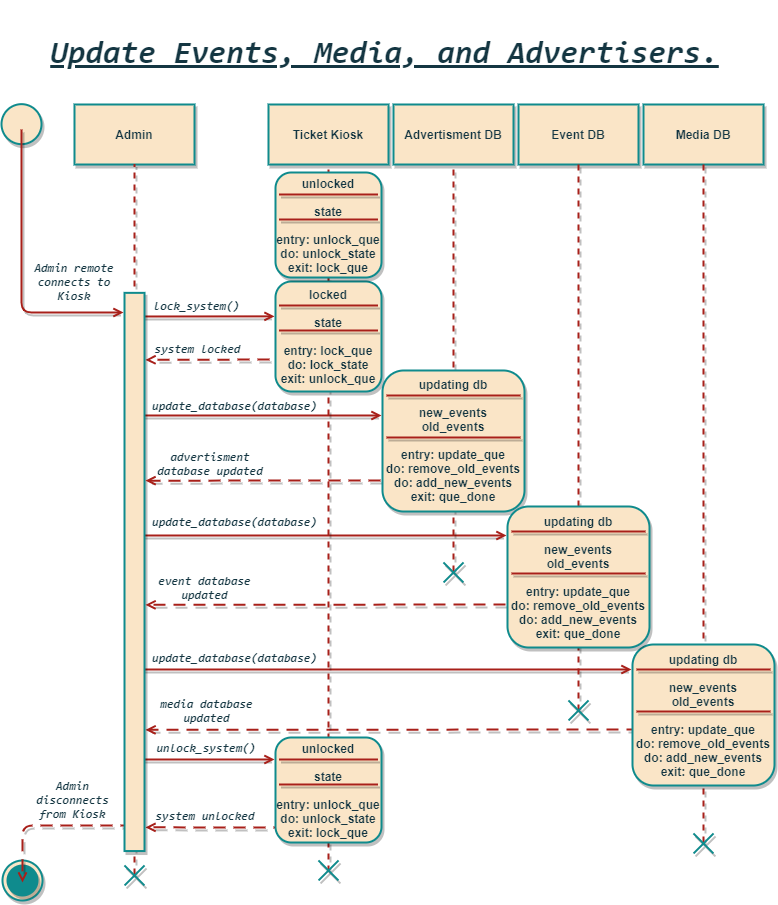 Update Events, Media, and Advertisers.
Admin
Ticket Kiosk
Advertisment DB
Event DB
Media DB
unlocked
state
entry: unlock_que
do: unlock_state
exit: lock_que
Admin remote
connects to
Kiosk
lock_system()
locked
state
entry: lock_que
do: lock_state
exit: unlock_que
system locked
update_database(database)
updating db
new_events
old_events
entry: update_que
do: remove_old_events
do: add_new_events
exit: que_done
advertisment
database updated
update_database(database)
updating db
new_events
old_events
entry: update_que
do: remove_old_events
do: add_new_events
exit: que_done
event database
updated
update_database(database)
updating db
new_events
old_events
entry: update_que
do: remove_old_events
do: add_new_events
exit: que_done
media database
updated
unlock_system()
unlocked
state
entry: unlock_que
do: unlock_state
exit: lock_que
system unlocked
Admin
disconnects
from Kiosk